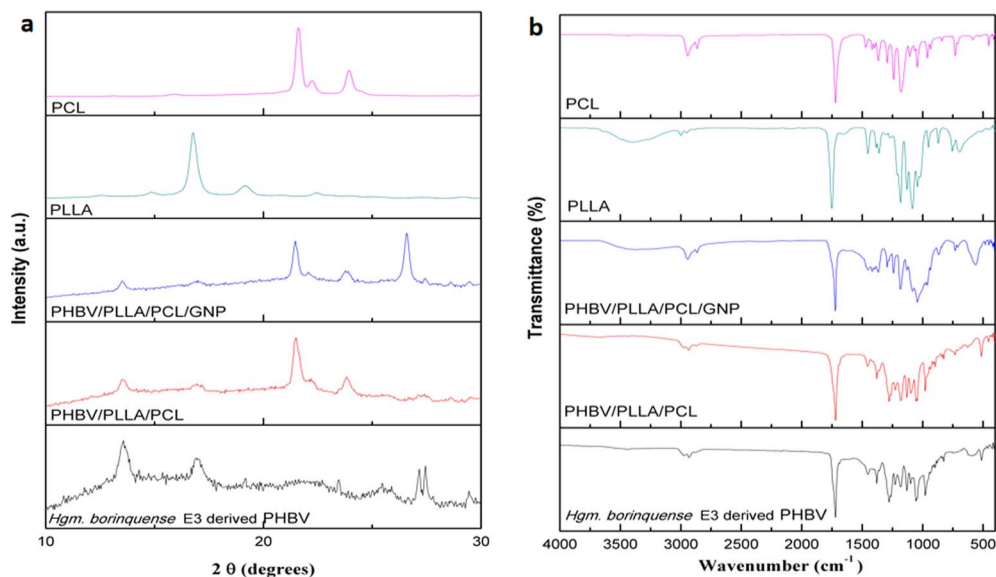 a
Intensity (a.u.)
PCL
PLLA
PHBV/PLLA/PCL/GNP
PHBV/PLLA/PCL
Hgm. borinquense E3 derived PHBV
10 20 30
2 θ (degrees)
b
Transmittance (%)
PCL
PLLA
PHBV/PLLA/PCL/GNP
PHBV/PLLA/PCL
Hgm. borinquense E3 derived PHBV
4000 3500 3000 2500 2000 1500 1000 500
Wavenumber (cm⁻¹)